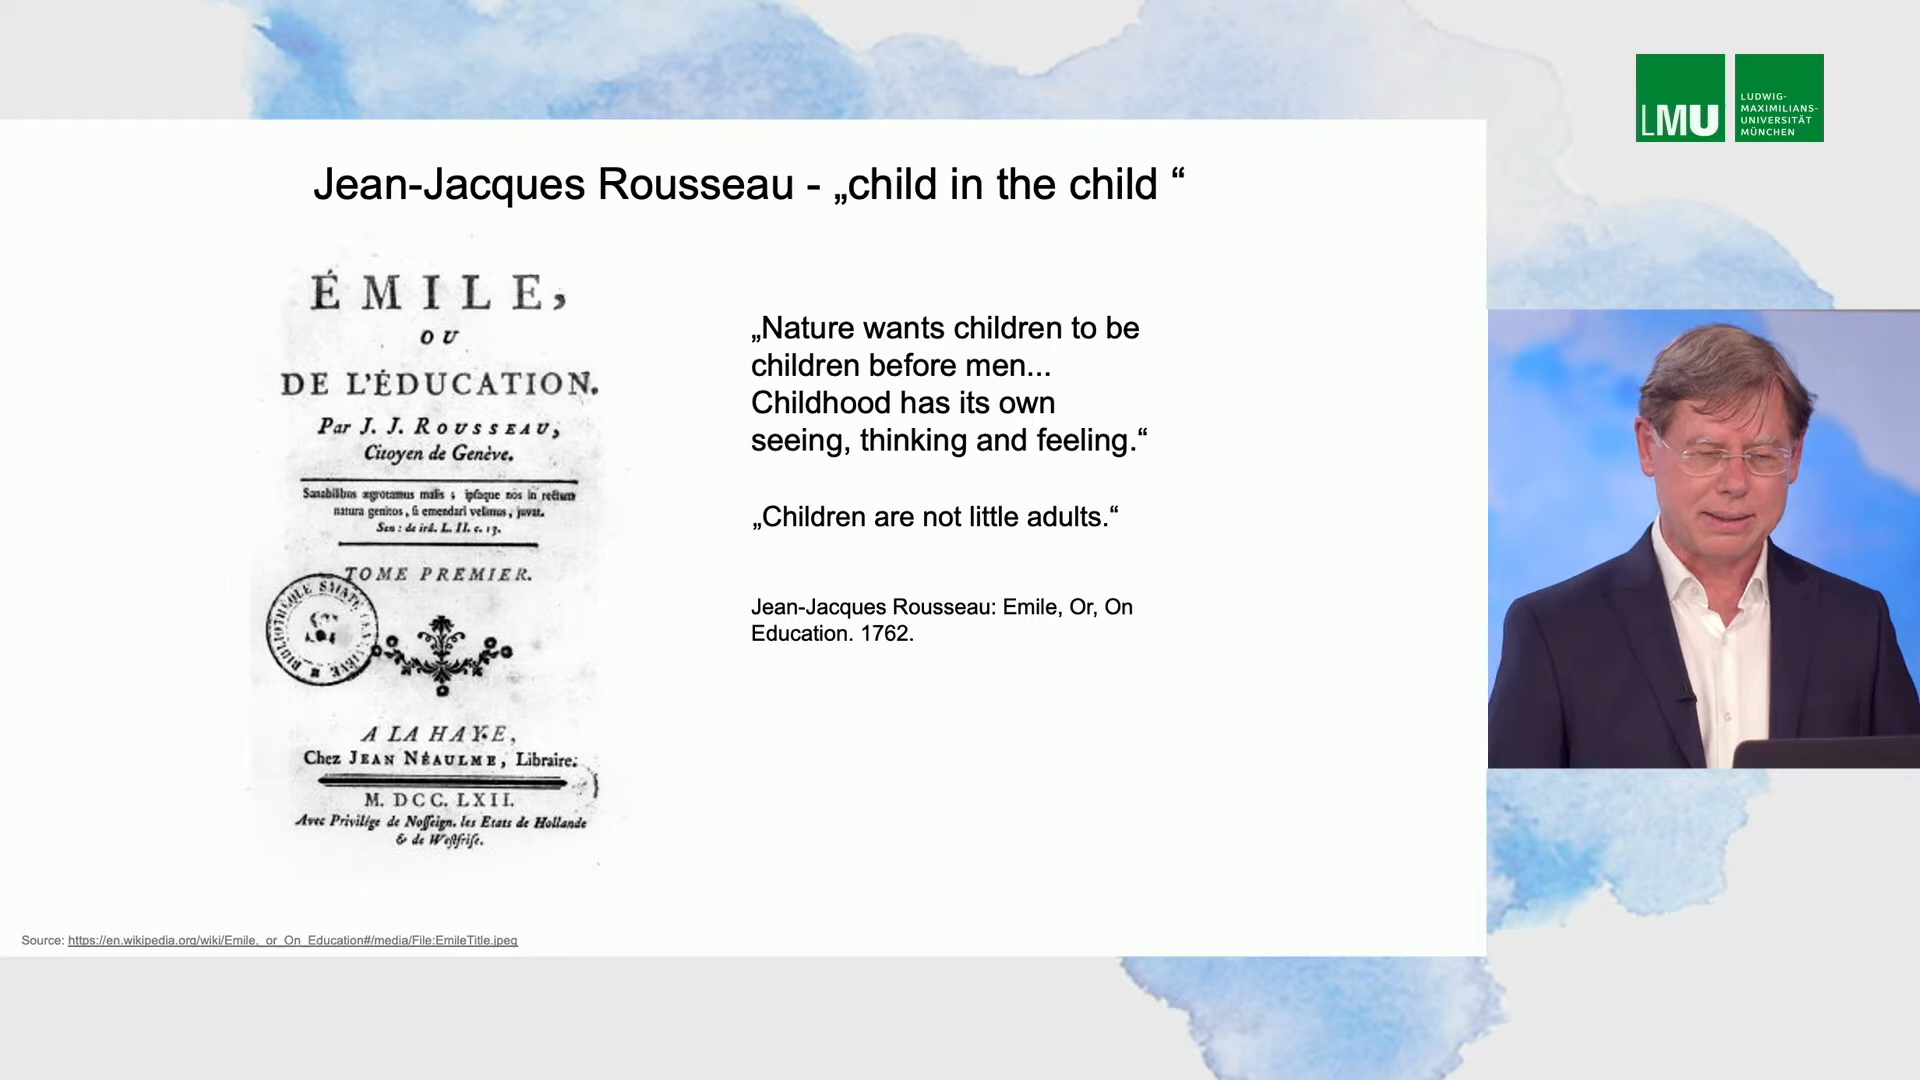 LMU
LUDWIG-
MAXIMILIANS-
UNIVERSITÄT
MÜNCHEN
Jean-Jacques Rousseau - „child in the child “
ÉMILE,
OU
DE L'ÉDUCATION.
Par J. J. ROUSSEAU,
Citoyen de Genève.
Sanabilibus ægrotamus malis ; ipſaque nos in rectum
natura genitos, ſi emendari velimus, juvat.
Sen : de irâ. L. II. c. 13.
TOME PREMIER.
A LA HAYE,
Chez JEAN NÉAULME, Libraire.
M. DCC. LXII.
Avec Privilége de Noſſeign. les Etats de Hollande
& de Weſtfriſe.
„Nature wants children to be
children before men...
Childhood has its own
seeing, thinking and feeling.“
„Children are not little adults.“
Jean-Jacques Rousseau: Emile, Or, On
Education. 1762.
Source: https://en.wikipedia.org/wiki/Emile,_or_On_Education#/media/File:EmileTitle.jpeg